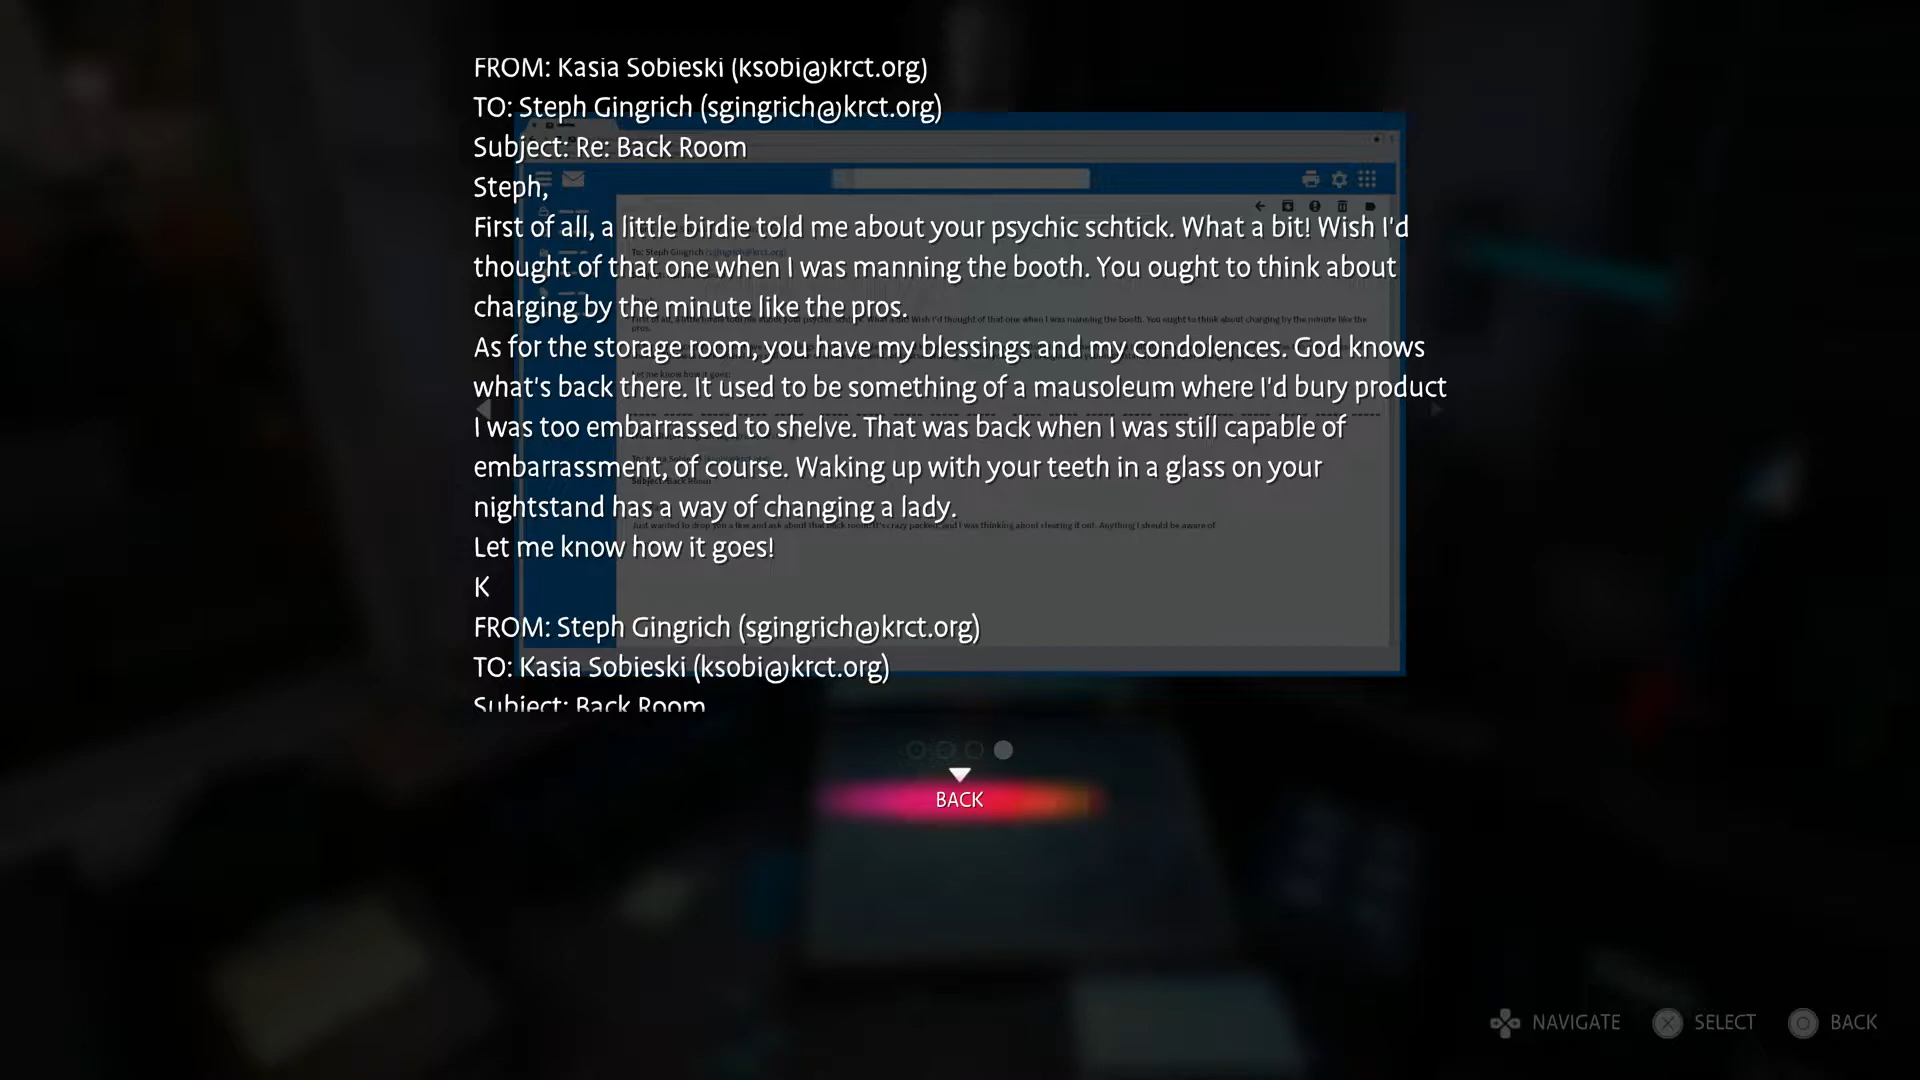 FROM: Kasia Sobieski (ksobi@krct.org)
TO: Steph Gingrich (sgingrich@krct.org)
Subject: Re: Back Room
Steph,
First of all, a little birdie told me about your psychic schtick. What a bit! Wish I'd
thought of that one when I was manning the booth. You ought to think about
charging by the minute like the pros.
As for the storage room, you have my blessings and my condolences. God knows
what's back there. It used to be something of a mausoleum where I'd bury product
I was too embarrassed to shelve. That was back when I was still capable of
embarrassment, of course. Waking up with your teeth in a glass on your
nightstand has a way of changing a lady.
Let me know how it goes!
K
FROM: Steph Gingrich (sgingrich@krct.org)
TO: Kasia Sobieski (ksobi@krct.org)
Subject: Back Room
BACK
NAVIGATE SELECT BACK